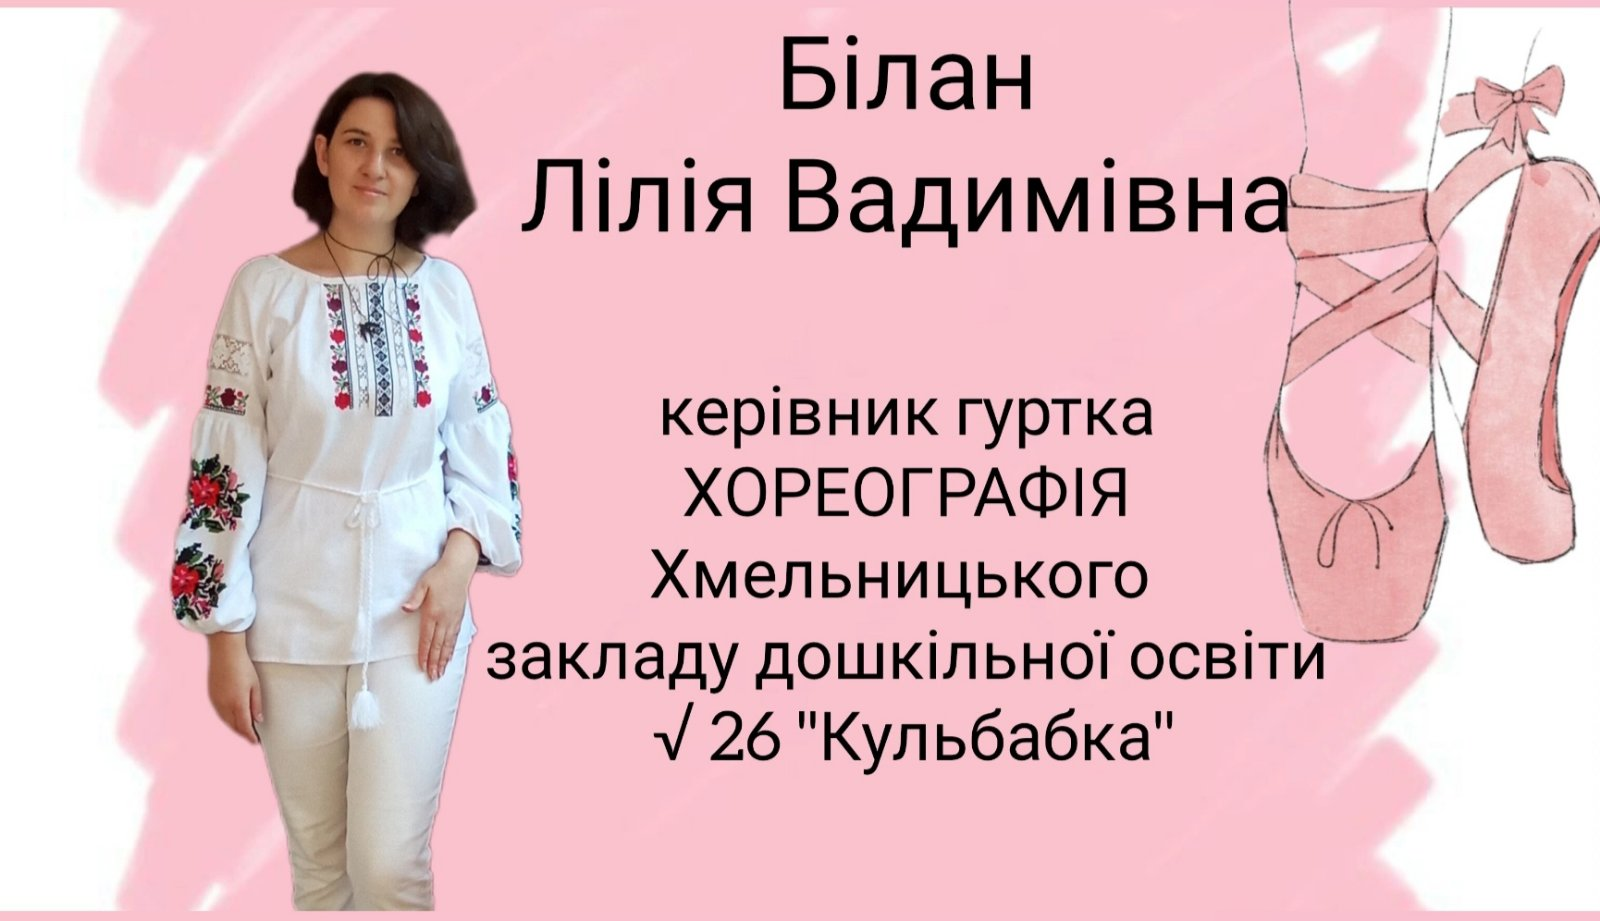 Білан
Лілія Вадимівна
керівник гуртка
ХОРЕОГРАФІЯ
Хмельницького
закладу дошкільної освіти
√ 26 "Кульбабка"